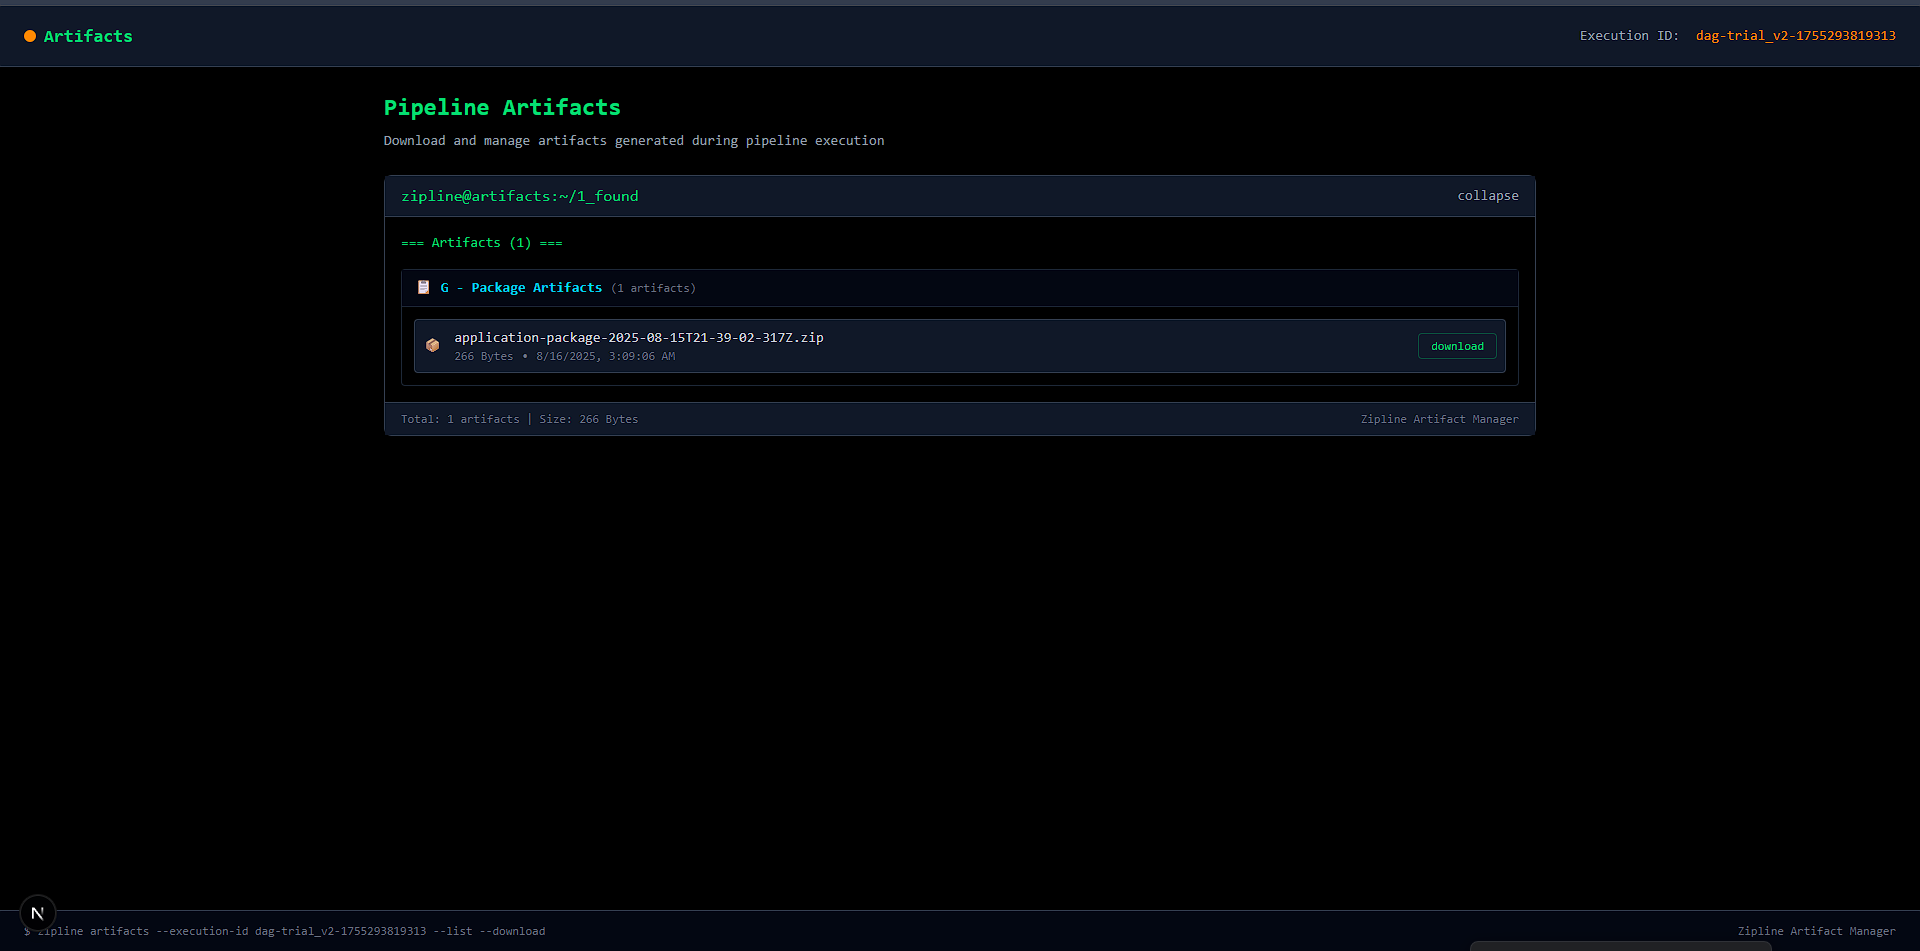 Artifacts
Execution ID: dag-trial_v2-1755293819313
Pipeline Artifacts
Download and manage artifacts generated during pipeline execution
zipline@artifacts:~/1_found
collapse
=== Artifacts (1) ===
G - Package Artifacts (1 artifacts)
application-package-2025-08-15T21-39-02-317Z.zip
266 Bytes • 8/16/2025, 3:09:06 AM
download
Total: 1 artifacts | Size: 266 Bytes
Zipline Artifact Manager
N
$ zipline artifacts --execution-id dag-trial_v2-1755293819313 --list --download
Zipline Artifact Manager